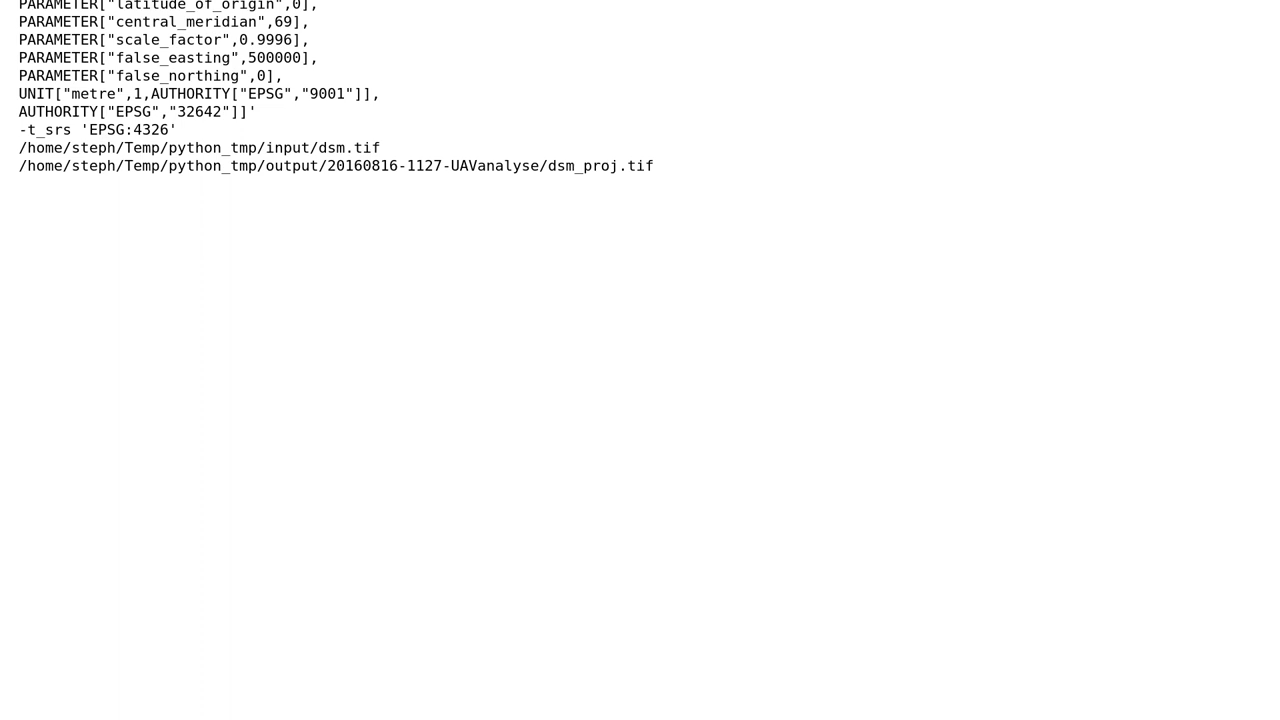 PARAMETER["latitude_of_origin",0],
PARAMETER["central_meridian",69],
PARAMETER["scale_factor",0.9996],
PARAMETER["false_easting",500000],
PARAMETER["false_northing",0],
UNIT["metre",1,AUTHORITY["EPSG","9001"]],
AUTHORITY["EPSG","32642"]]'
-t_srs 'EPSG:4326'
/home/steph/Temp/python_tmp/input/dsm.tif
/home/steph/Temp/python_tmp/output/20160816-1127-UAVanalyse/dsm_proj.tif